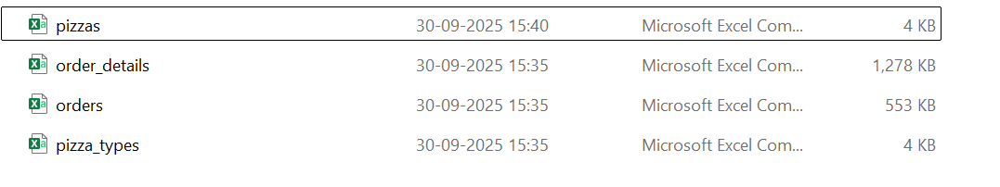 pizzas 30-09-2025 15:40 Microsoft Excel Com... 4 KB
order_details 30-09-2025 15:35 Microsoft Excel Com... 1,278 KB
orders 30-09-2025 15:35 Microsoft Excel Com... 553 KB
pizza_types 30-09-2025 15:35 Microsoft Excel Com... 4 KB